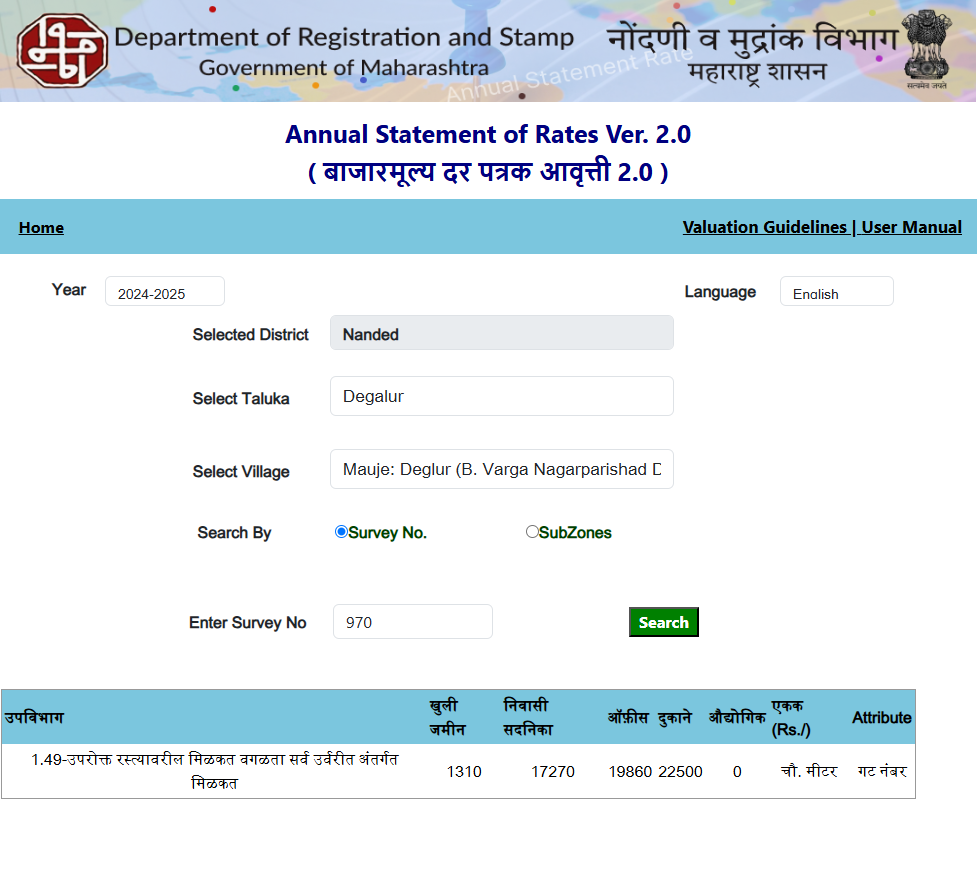 Department of Registration and Stamp
Government of Maharashtra
नोंदणी व मुद्रांक विभाग
महाराष्ट्र शासन
सत्यमेव जयते
Annual Statement Rate
Annual Statement of Rates Ver. 2.0
( बाजारमूल्य दर पत्रक आवृत्ती 2.0 )
Home
Valuation Guidelines | User Manual
Year 2024-2025
Language English
Selected District Nanded
Select Taluka Degalur
Select Village Mauje: Deglur (B. Varga Nagarparishad D
Search By Survey No. SubZones
Enter Survey No 970 Search
उपविभाग खुली जमीन निवासी सदनिका ऑफ़ीस दुकाने औद्योगिक एकक (Rs./) Attribute
1.49-उपरोक्त रस्त्यावरील मिळकत वगळता सर्व उर्वरीत अंतर्गत मिळकत 1310 17270 19860 22500 0 चौ. मीटर गट नंबर